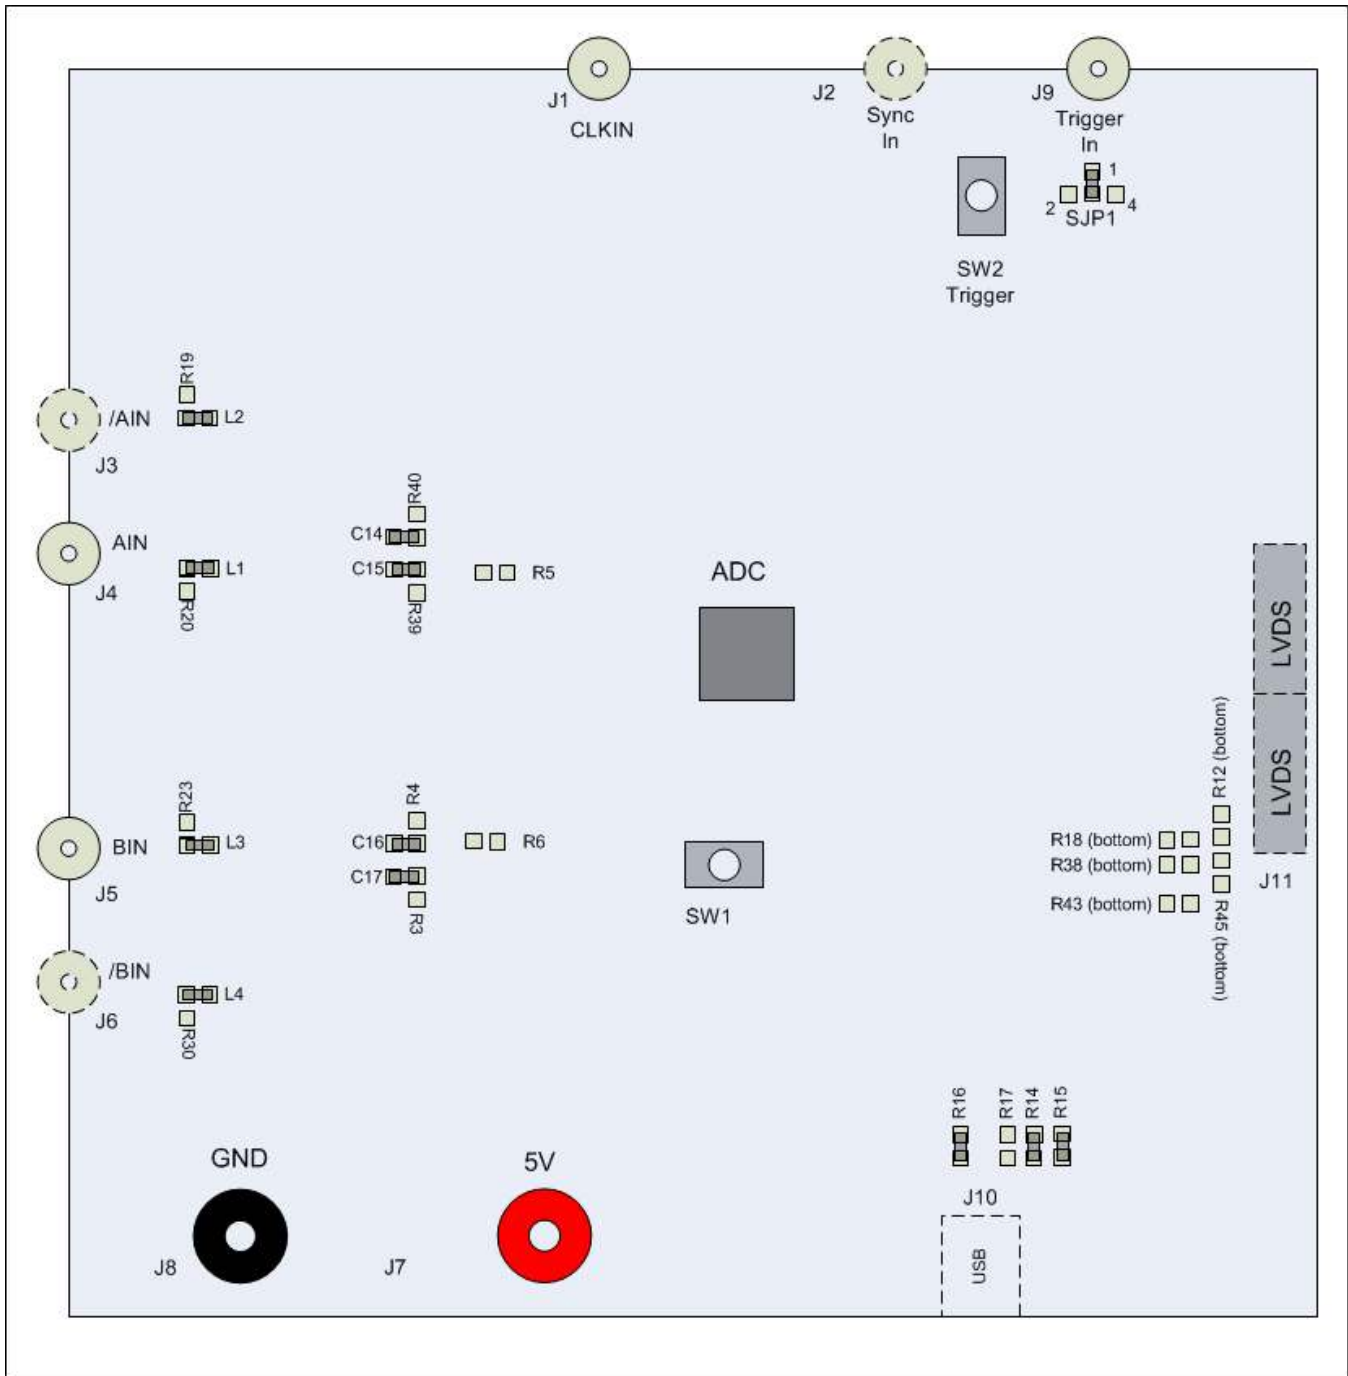 J1
CLKIN
J2
Sync
In
J9
Trigger
In
1
2
4
SJP1
SW2
Trigger
R19
/AIN
L2
J3
R40
C14
AIN
L1
C15
R5
ADC
J4
R20
R39
LVDS
LVDS
R12 (bottom)
R23
R4
BIN
L3
C16
R6
R18 (bottom)
R38 (bottom)
C17
J11
J5
R3
SW1
R43 (bottom)
R45 (bottom)
/BIN
L4
J6
R30
R16
R17
R14
R15
GND
5V
J10
J8
J7
USB